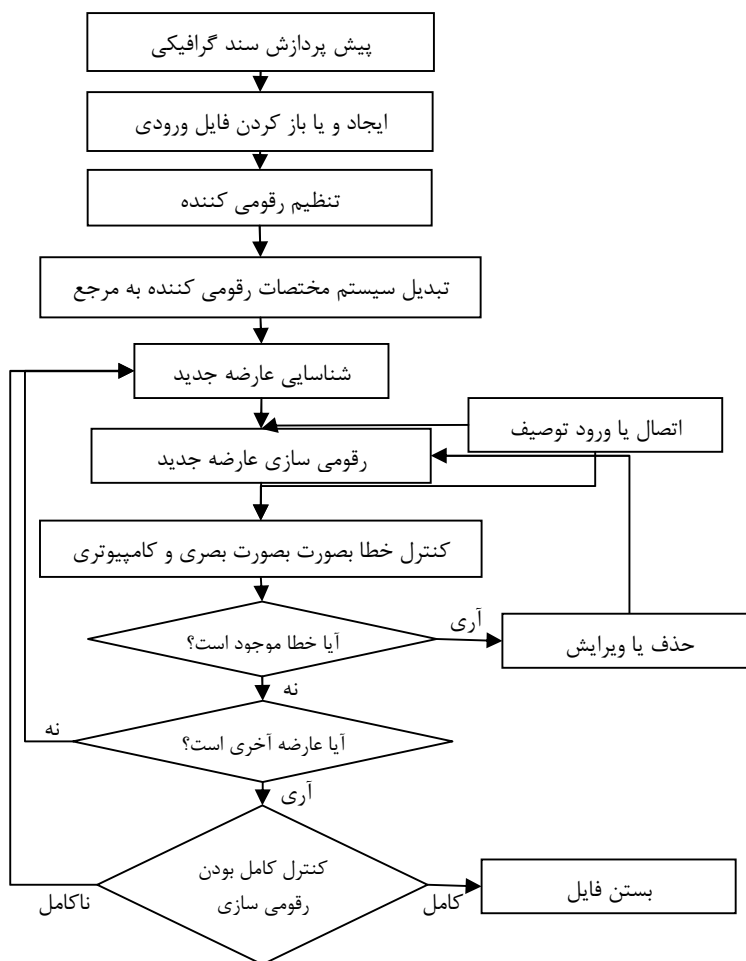 پیش پردازش سند گرافیکی
ایجاد و یا باز کردن فایل ورودی
تنظیم رقومی کننده
تبدیل سیستم مختصات رقومی کننده به مرجع
شناسایی عارضه جدید
اتصال یا ورود توصیف
رقومی سازی عارضه جدید
کنترل خطا بصورت بصورت بصری و کامپیوتری
آیا خطا موجود است؟
آری
حذف یا ویرایش
نه
آیا عارضه آخری است؟
نه
آری
کنترل کامل بودن
رقومی سازی
ناکامل
کامل
بستن فایل